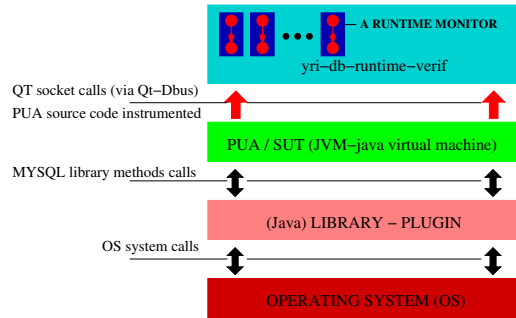 A RUNTIME MONITOR
yri−db−runtime−verif
QT socket calls (via Qt−Dbus)
PUA source code instrumented
PUA / SUT (JVM−java virtual machine)
MYSQL library methods calls
(Java) LIBRARY − PLUGIN
OS system calls
OPERATING SYSTEM (OS)